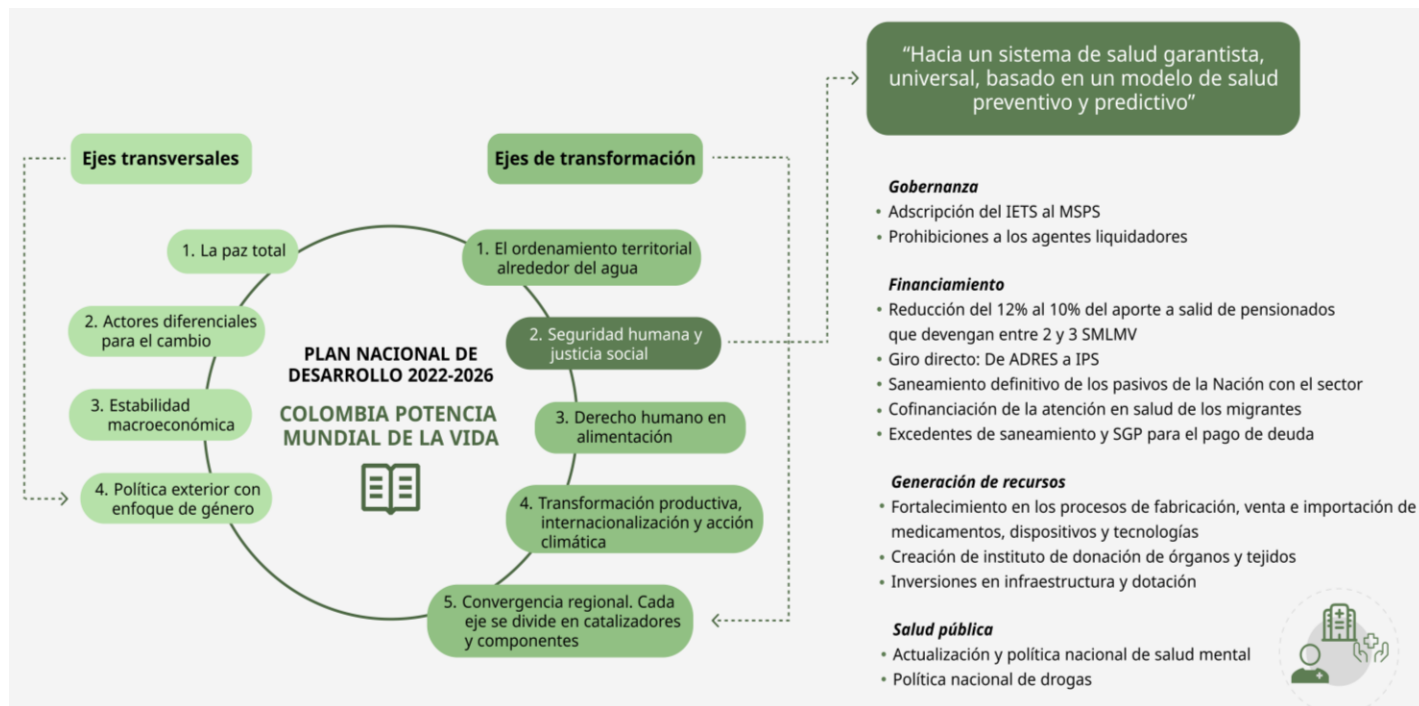 Ejes transversales
1. La paz total
2. Actores diferenciales
para el cambio
3. Estabilidad
macroeconómica
4. Política exterior con
enfoque de género
PLAN NACIONAL DE
DESARROLLO 2022-2026
COLOMBIA POTENCIA
MUNDIAL DE LA VIDA
Ejes de transformación
1. El ordenamiento territorial
alrededor del agua
2. Seguridad humana y
justicia social
3. Derecho humano en
alimentación
4. Transformación productiva,
internacionalización y acción
climática
5. Convergencia regional. Cada
eje se divide en catalizadores
y componentes
“Hacia un sistema de salud garantista,
universal, basado en un modelo de salud
preventivo y predictivo”
Gobernanza
• Adscripción del IETS al MSPS
• Prohibiciones a los agentes liquidadores
Financiamiento
• Reducción del 12% al 10% del aporte a salid de pensionados
que devengan entre 2 y 3 SMLMV
• Giro directo: De ADRES a IPS
• Saneamiento definitivo de los pasivos de la Nación con el sector
• Cofinanciación de la atención en salud de los migrantes
• Excedentes de saneamiento y SGP para el pago de deuda
Generación de recursos
• Fortalecimiento en los procesos de fabricación, venta e importación de
medicamentos, dispositivos y tecnologías
• Creación de instituto de donación de órganos y tejidos
• Inversiones en infraestructura y dotación
Salud pública
• Actualización y política nacional de salud mental
• Política nacional de drogas